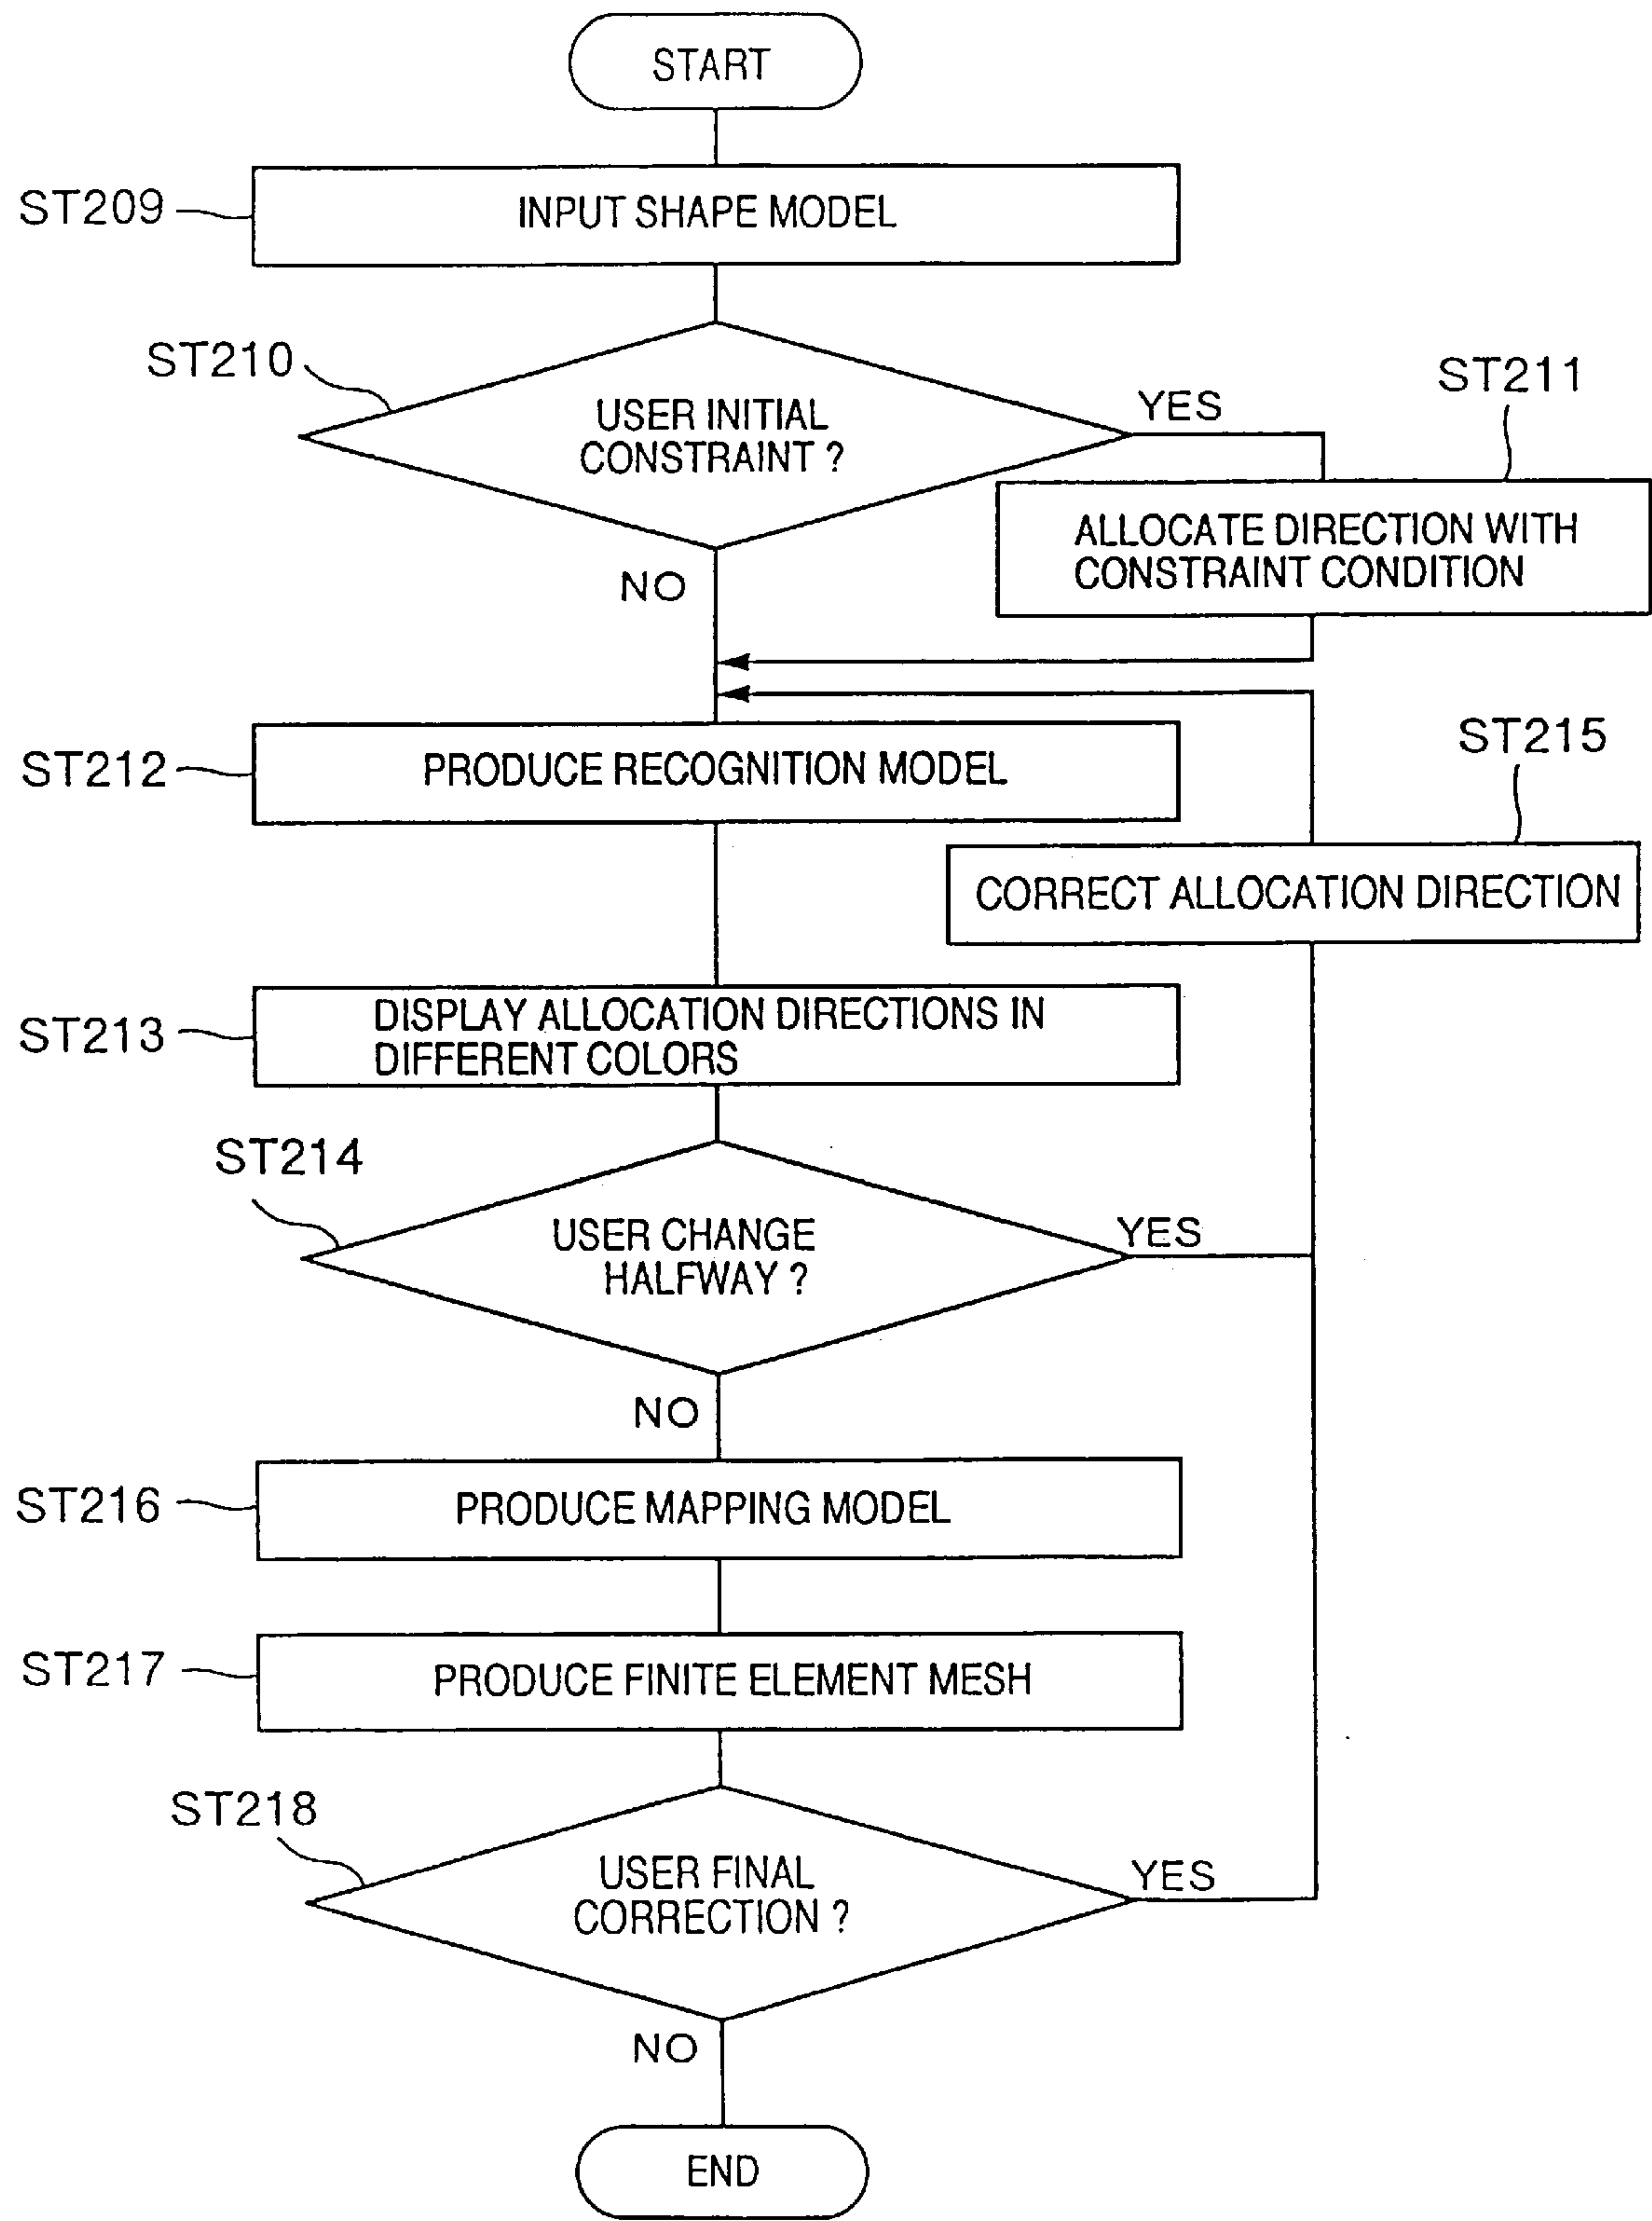 START
ST209
INPUT SHAPE MODEL
ST210
USER INITIAL
CONSTRAINT ?
YES
ST211
ALLOCATE DIRECTION WITH
CONSTRAINT CONDITION
NO
ST212
PRODUCE RECOGNITION MODEL
ST215
CORRECT ALLOCATION DIRECTION
ST213
DISPLAY ALLOCATION DIRECTIONS IN
DIFFERENT COLORS
ST214
USER CHANGE
HALFWAY ?
YES
NO
ST216
PRODUCE MAPPING MODEL
ST217
PRODUCE FINITE ELEMENT MESH
ST218
USER FINAL
CORRECTION ?
YES
NO
END